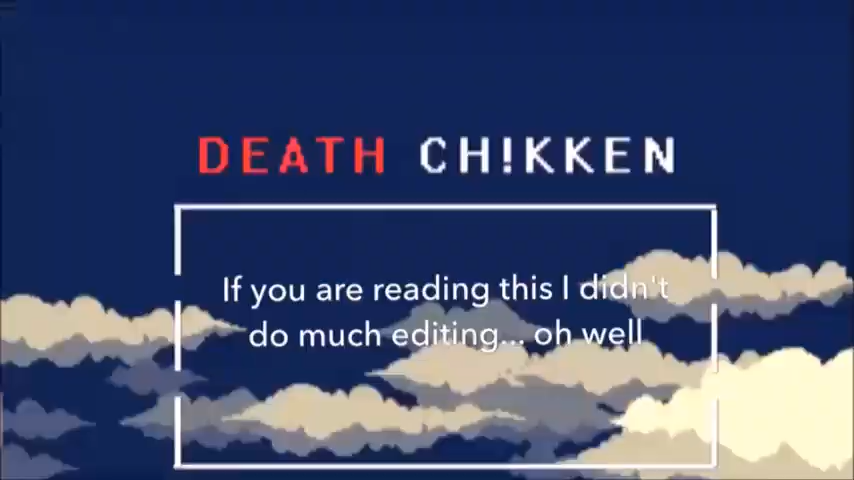 DEATH CH!KKEN
If you are reading this I didn't
do much editing... oh well